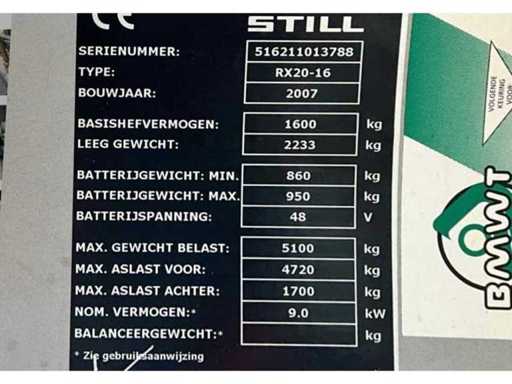 CE STILL
SERIENUMMER: 516211013788
TYPE: RX20-16
BOUWJAAR: 2007
BASISHEFVERMOGEN: 1600 kg
LEEG GEWICHT: 2233 kg
BATTERIJGEWICHT: MIN. 860 kg
BATTERIJGEWICHT: MAX. 950 kg
BATTERIJSPANNING: 48 V
MAX. GEWICHT BELAST: 5100 kg
MAX. ASLAST VOOR: 4720 kg
MAX. ASLAST ACHTER: 1700 kg
NOM. VERMOGEN:* 9.0 kW
BALANCEERGEWICHT:* kg
* Zie gebruiksaanwijzing
VOLGENDE
KEURING
VOOR
BMWT